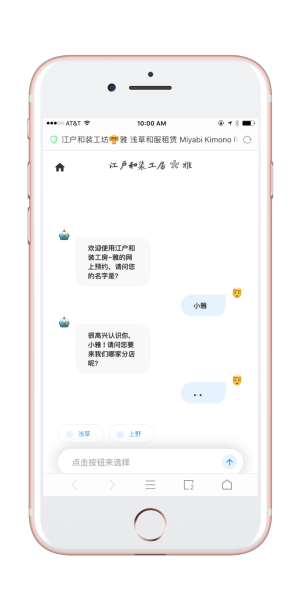 AT&T 10:00 AM
江户和装工坊雅 浅草和服租赁 Miyabi Kimono R
江戸和装工房 雅
欢迎使用江户和
装工房-雅的网
上预约，请问您
的名字是？
小雅
很高兴认识你,
小雅！请问您要
来我们哪家分店
呢?
浅草 上野
点击按钮来选择
2